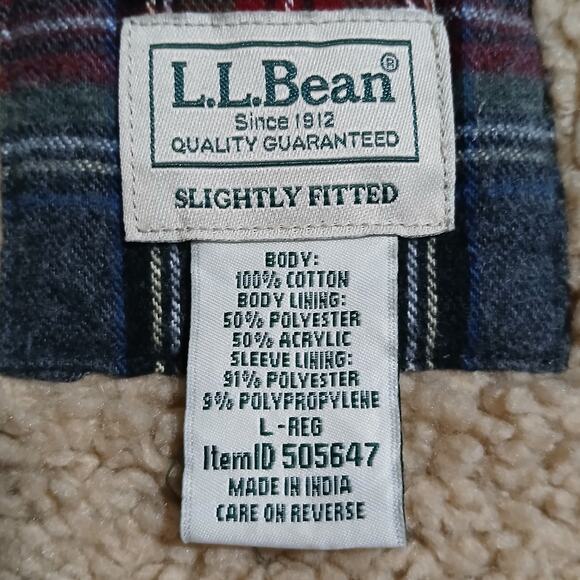 L.L.Bean®
Since 1912
QUALITY GUARANTEED
SLIGHTLY FITTED
BODY:
100% COTTON
BODY LINING:
50% POLYESTER
50% ACRYLIC
SLEEVE LINING:
91% POLYESTER
9% POLYPROPYLENE
L-REG
ItemID 505647
MADE IN INDIA
CARE ON REVERSE